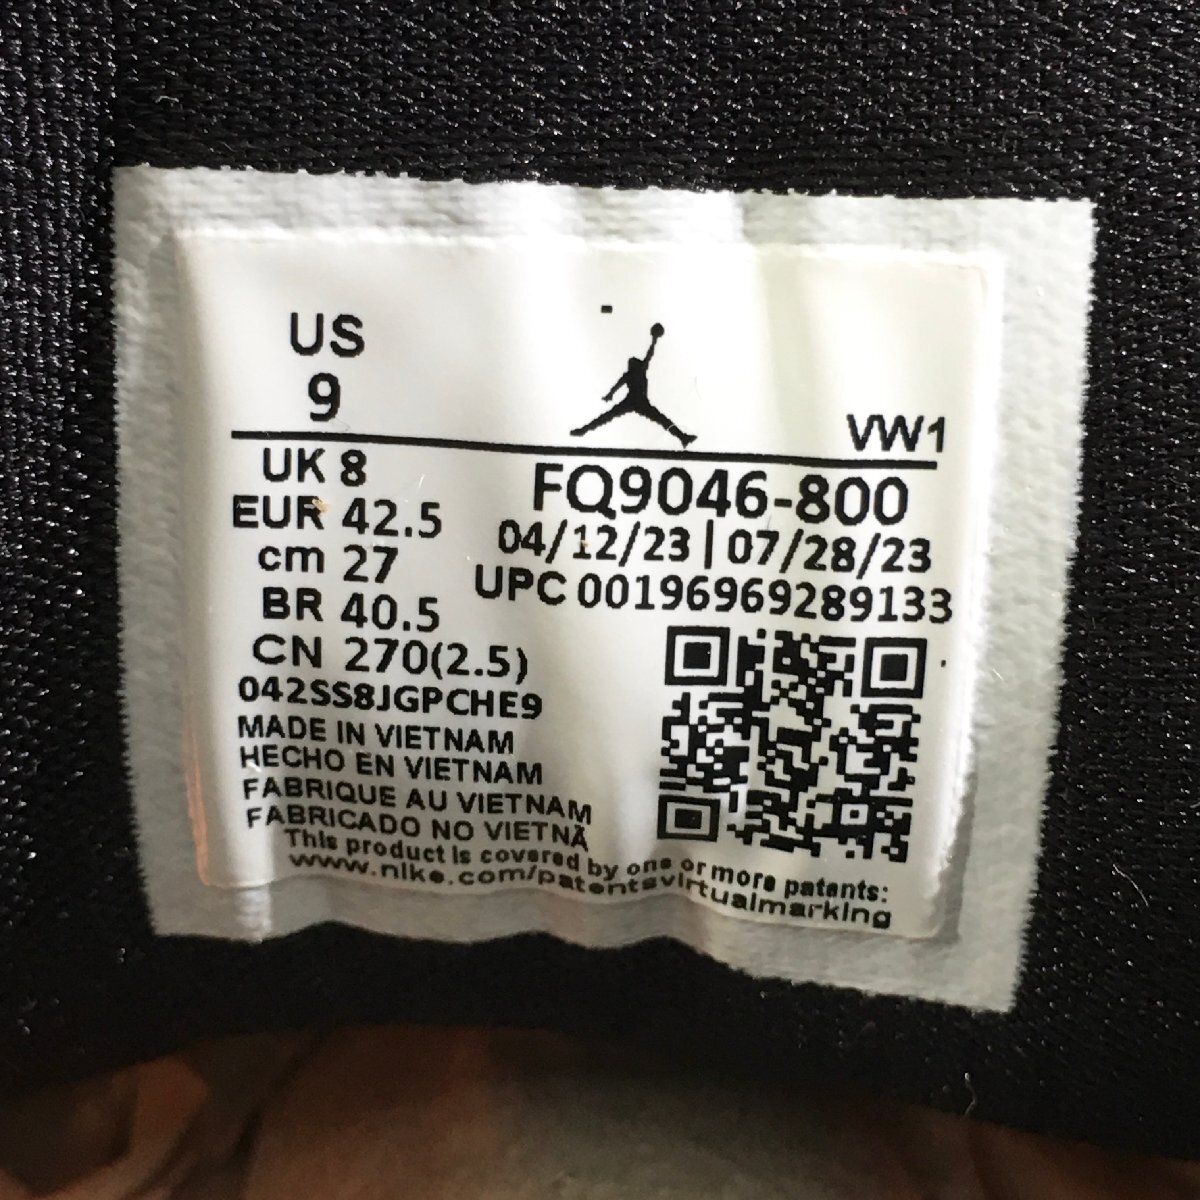 US
9
VW1
UK 8
EUR 42.5
cm 27
BR 40.5
CN 270(2.5)
FQ9046-800
04/12/23 | 07/28/23
UPC 00196969289133
042SS8JGPCHE9
MADE IN VIETNAM
HECHO EN VIETNAM
FABRIQUE AU VIETNAM
FABRICADO NO VIETNÃ
This product is covered by one or more patents:
www.nike.com/patentsvirtualmarking